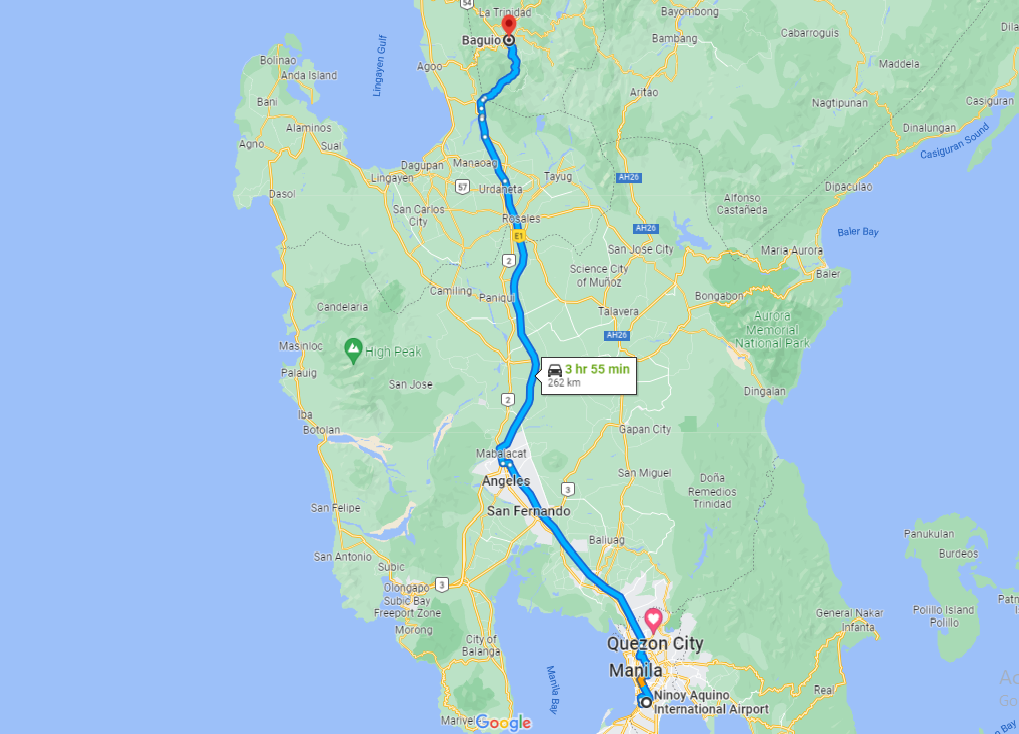 54
La Trinidad
Bayombong
Baguio
Bambang
Cabarroguis
Bolinao
Anda Island
Agoo
Lingayen Gulf
Maddela
Aritao
Bani
Nagtipunan
Casiguran
Alaminos
Agno
Sual
Dinalungan
Casiguran Sound
Dagupan
Manaoag
Lingayen
Tayug
AH26
57
Urdaneta
Dasol
Dipaculao
San Carlos
City
Alfonso
Castañeda
Rosales
E1
AH26
Baler Bay
San Jose City
Maria Aurora
2
Science City
of Muñoz
Baler
Camiling
Paniqui
Bongabon
Candelaria
Talavera
Aurora
Memorial
National Park
AH26
Masinloc
High Peak
Palauig
3 hr 55 min
262 km
San Jose
Dingalan
2
Iba
Botolan
Gapan City
Mabalacat
Angeles
San Miguel
Doña
Remedios
Trinidad
3
San Felipe
San Fernando
Baliuag
Panukulan
Burdeos
San Antonio
Subic
Olongapo
3
Subic Bay
Freeport Zone
Morong
General Nakar
Infanta
Polillo Island
Polillo
City of
Balanga
Quezon City
Manila
Manila Bay
Ninoy Aquino
International Airport
Real
Google